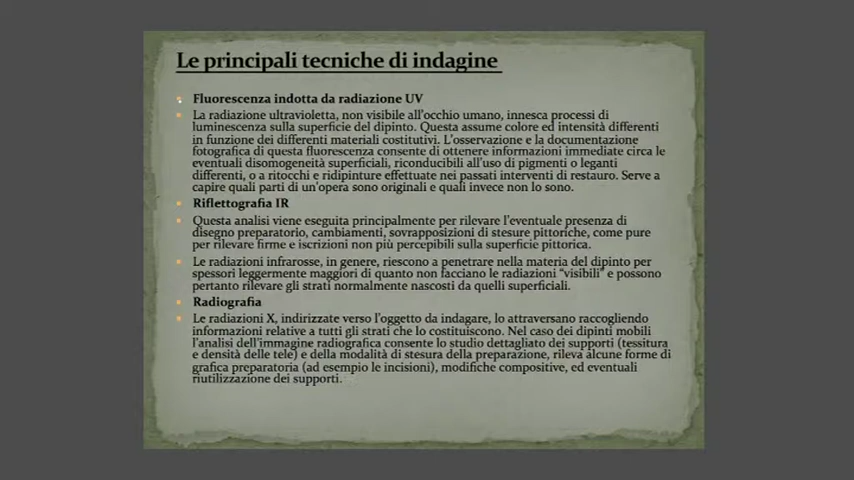 Le principali tecniche di indagine
Fluorescenza indotta da radiazione UV
La radiazione ultravioletta, non visibile all'occhio umano, innesca processi di
luminescenza sulla superficie del dipinto. Questa assume colore ed intensità differenti
in funzione dei differenti materiali costitutivi. L'osservazione e la documentazione
fotografica di questa fluorescenza consente di ottenere informazioni immediate circa le
eventuali disomogeneità superficiali, riconducibili all'uso di pigmenti o leganti
differenti, o a ritocchi e ridipinture effettuate nei passati interventi di restauro. Serve a
capire quali parti di un'opera sono originali e quali invece non lo sono.
Riflettografia IR
Questa analisi viene eseguita principalmente per rilevare l'eventuale presenza di
disegno preparatorio, cambiamenti, sovrapposizioni di stesure pittoriche, come pure
per rilevare firme e iscrizioni non più percepibili sulla superficie pittorica.
Le radiazioni infrarosse, in genere, riescono a penetrare nella materia del dipinto per
spessori leggermente maggiori di quanto non facciano le radiazioni "visibili" e possono
pertanto rilevare gli strati normalmente nascosti da quelli superficiali.
Radiografia
Le radiazioni X, indirizzate verso l'oggetto da indagare, lo attraversano raccogliendo
informazioni relative a tutti gli strati che lo costituiscono. Nel caso dei dipinti mobili
l'analisi dell'immagine radiografica consente lo studio dettagliato dei supporti (tessitura
e densità delle tele) e della modalità di stesura della preparazione, rileva alcune forme di
grafica preparatoria (ad esempio le incisioni), modifiche compositive, ed eventuali
riutilizzazione dei supporti.